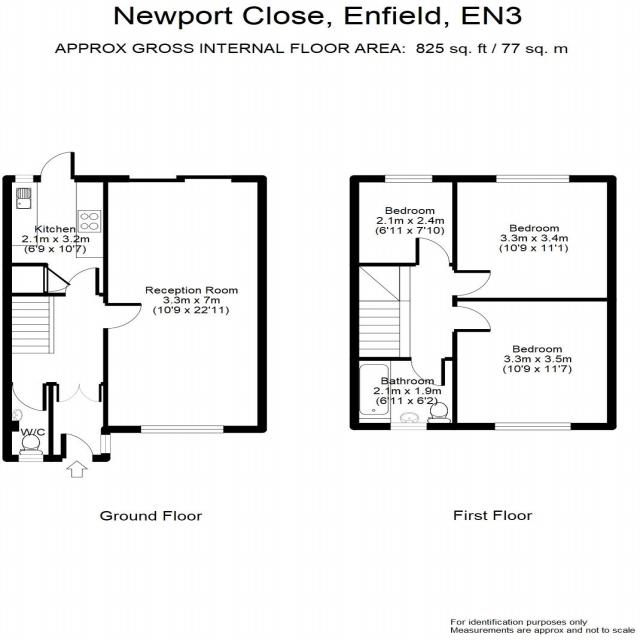 Newport Close, Enfield, EN3
APPROX GROSS INTERNAL FLOOR AREA: 825 sq. ft / 77 sq. m
Kitchen
2.1m x 3.2m
(6'9 x 10'7)
Reception Room
3.3m x 7m
(10'9 x 22'11)
W/C
Ground Floor
Bedroom
2.1m x 2.4m
(6'11 x 7'10)
Bedroom
3.3m x 3.4m
(10'9 x 11'1)
Bedroom
3.3m x 3.5m
(10'9 x 11'7)
Bathroom
2.1m x 1.9m
(6'11 x 6'2)
First Floor
For identification purposes only
Measurements are approx and not to scale